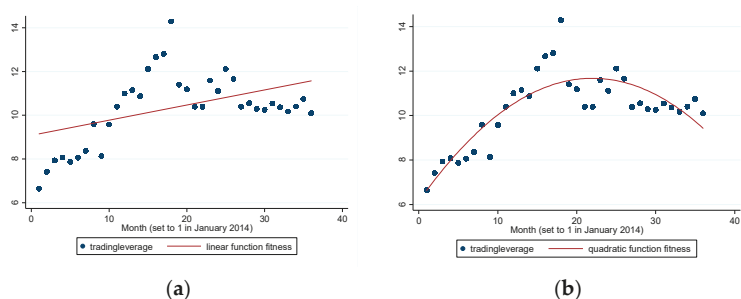 14
12
10
8
6
0 10 20 30 40
Month (set to 1 in January 2014)
tradingleverage linear function fitness
(a)
14
12
10
8
6
0 10 20 30 40
Month (set to 1 in January 2014)
tradingleverage quadratic function fitness
(b)